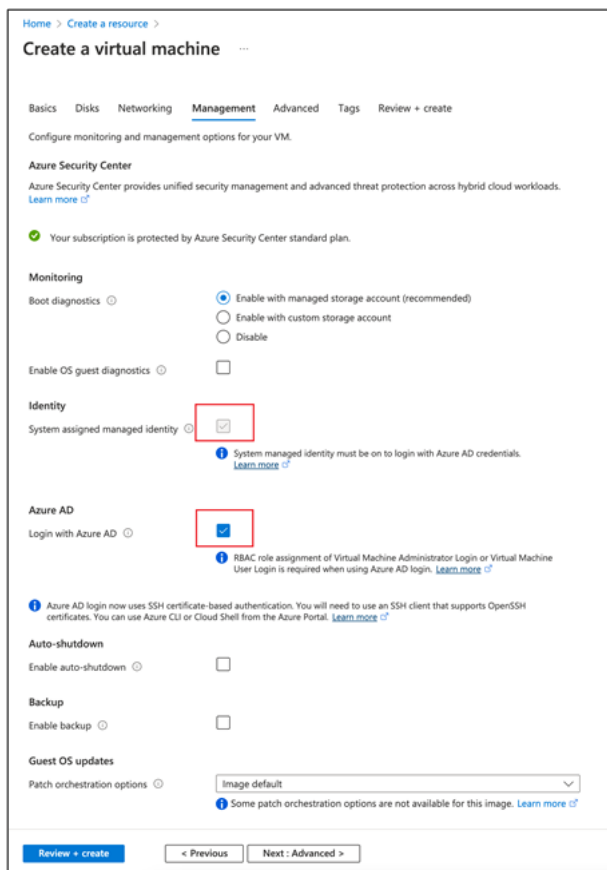 Home > Create a resource >
Create a virtual machine ...
Basics Disks Networking Management Advanced Tags Review + create
Configure monitoring and management options for your VM.
Azure Security Center
Azure Security Center provides unified security management and advanced threat protection across hybrid cloud workloads.
Learn more
Your subscription is protected by Azure Security Center standard plan.
Monitoring
Boot diagnostics
Enable with managed storage account (recommended)
Enable with custom storage account
Disable
Enable OS guest diagnostics
Identity
System assigned managed identity
System managed identity must be on to login with Azure AD credentials.
Learn more
Azure AD
Login with Azure AD
RBAC role assignment of Virtual Machine Administrator Login or Virtual Machine
User Login is required when using Azure AD login. Learn more
Azure AD login now uses SSH certificate-based authentication. You will need to use an SSH client that supports OpenSSH
certificates. You can use Azure CLI or Cloud Shell from the Azure Portal. Learn more
Auto-shutdown
Enable auto-shutdown
Backup
Enable backup
Guest OS updates
Patch orchestration options
Image default
Some patch orchestration options are not available for this image. Learn more
Review + create < Previous Next : Advanced >